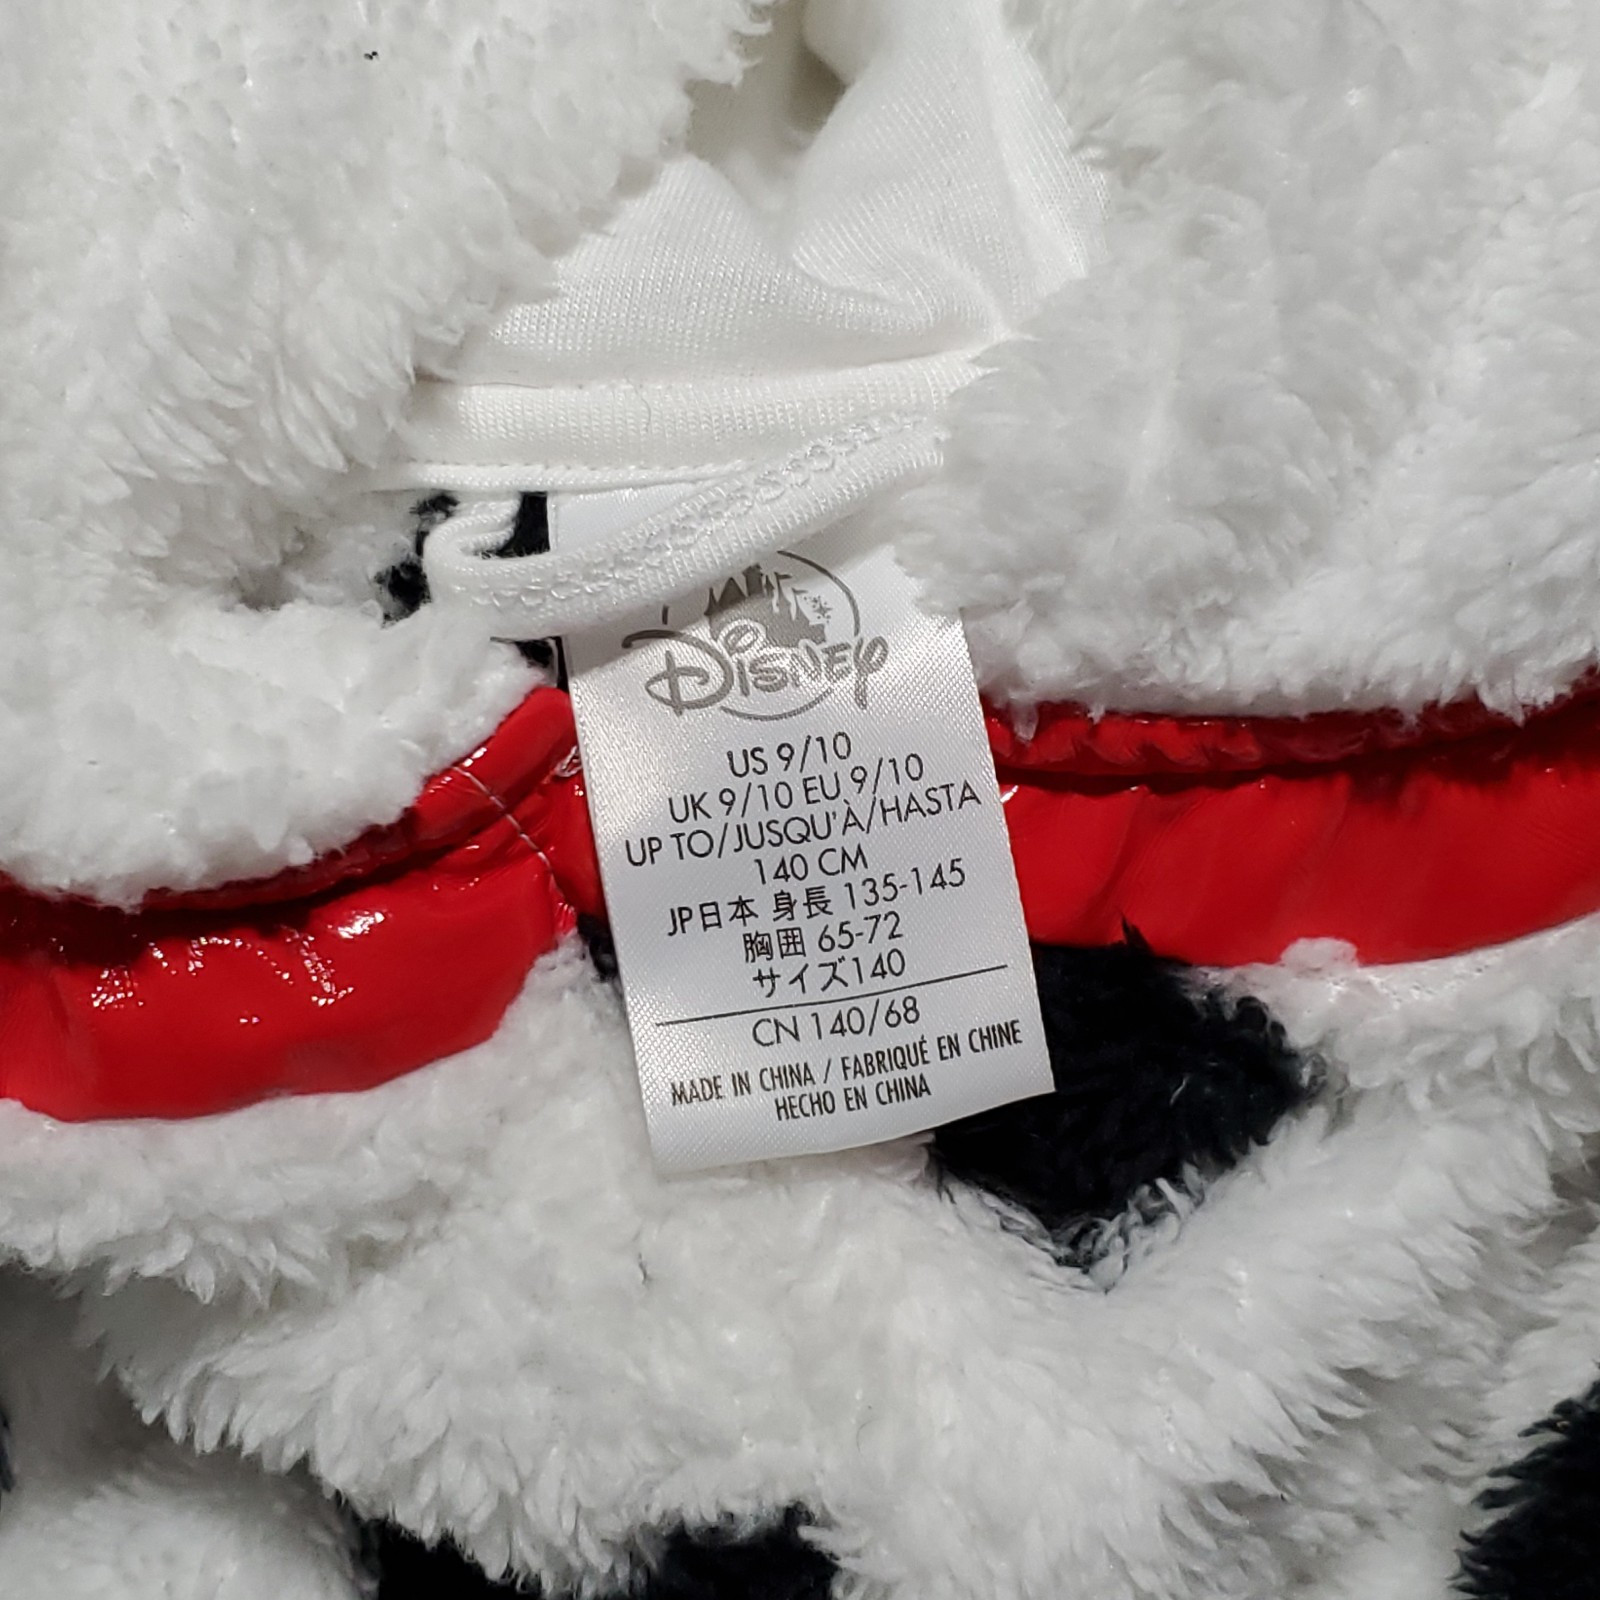 Disney
US 9/10
UK 9/10 EU 9/10
UP TO/JUSQU'À/HASTA
140 CM
JP日本 身長 135-145
胸囲 65-72
サイズ140
CN 140/68
MADE IN CHINA / FABRIQUÉ EN CHINE
HECHO EN CHINA